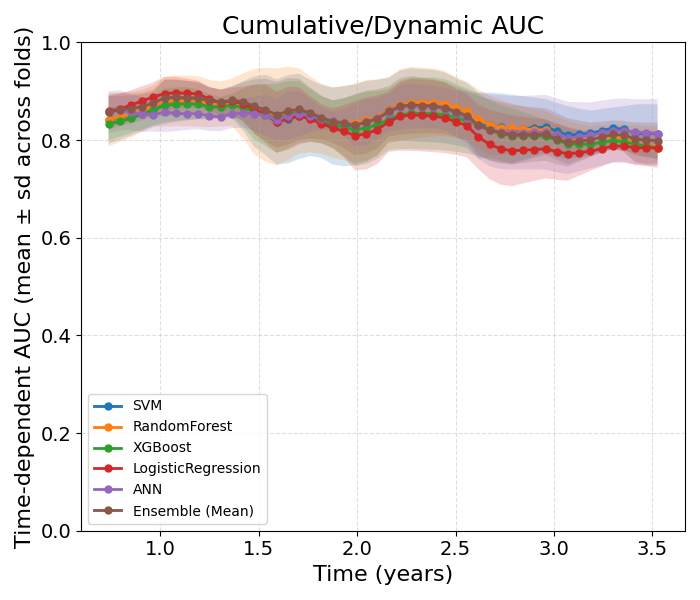 Cumulative/Dynamic AUC
Time-dependent AUC (mean ± sd across folds)
1.0
0.8
0.6
0.4
0.2
0.0
SVM
RandomForest
XGBoost
LogisticRegression
ANN
Ensemble (Mean)
1.0 1.5 2.0 2.5 3.0 3.5
Time (years)